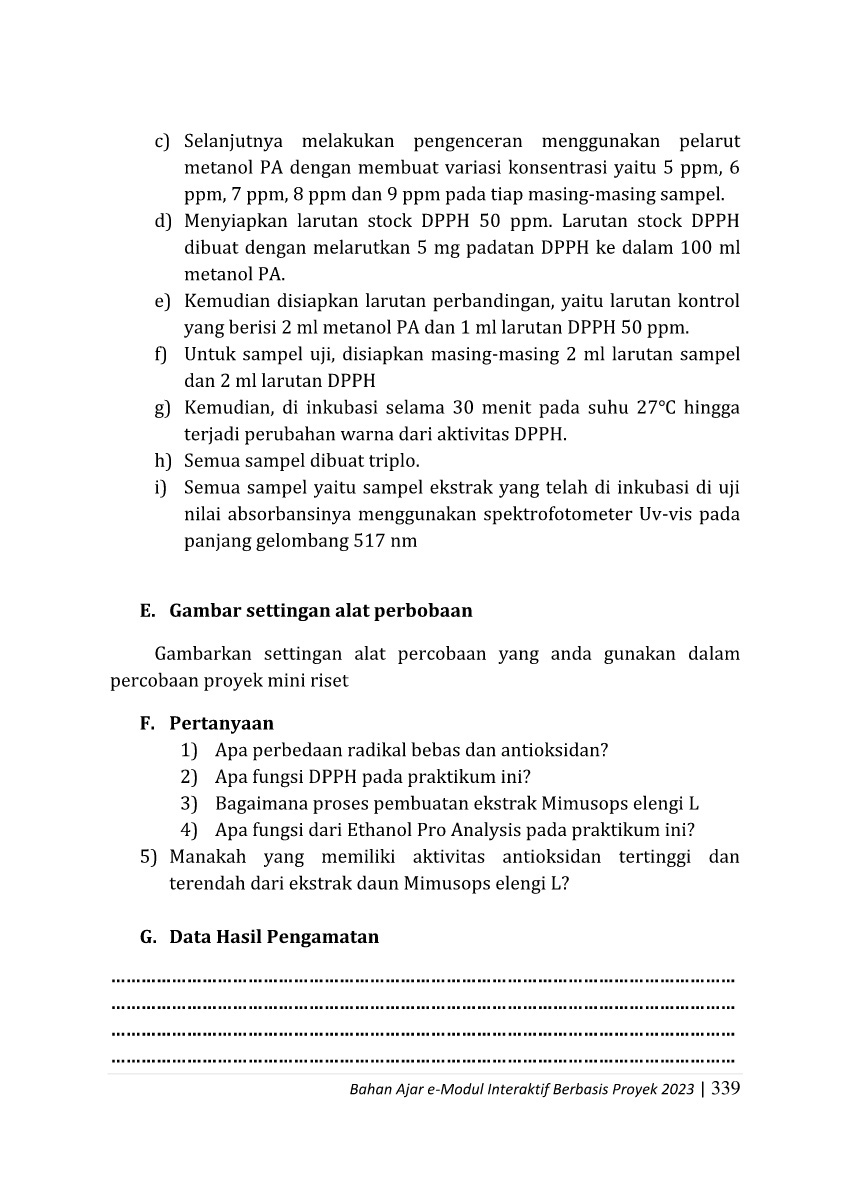 c) Selanjutnya melakukan pengenceran menggunakan pelarut
metanol PA dengan membuat variasi konsentrasi yaitu 5 ppm, 6
ppm, 7 ppm, 8 ppm dan 9 ppm pada tiap masing-masing sampel.
d) Menyiapkan larutan stock DPPH 50 ppm. Larutan stock DPPH
dibuat dengan melarutkan 5 mg padatan DPPH ke dalam 100 ml
metanol PA.
e) Kemudian disiapkan larutan perbandingan, yaitu larutan kontrol
yang berisi 2 ml metanol PA dan 1 ml larutan DPPH 50 ppm.
f) Untuk sampel uji, disiapkan masing-masing 2 ml larutan sampel
dan 2 ml larutan DPPH
g) Kemudian, di inkubasi selama 30 menit pada suhu 27℃ hingga
terjadi perubahan warna dari aktivitas DPPH.
h) Semua sampel dibuat triplo.
i) Semua sampel yaitu sampel ekstrak yang telah di inkubasi di uji
nilai absorbansinya menggunakan spektrofotometer Uv-vis pada
panjang gelombang 517 nm
E. Gambar settingan alat perbobaan
Gambarkan settingan alat percobaan yang anda gunakan dalam
percobaan proyek mini riset
F. Pertanyaan
1) Apa perbedaan radikal bebas dan antioksidan?
2) Apa fungsi DPPH pada praktikum ini?
3) Bagaimana proses pembuatan ekstrak Mimusops elengi L
4) Apa fungsi dari Ethanol Pro Analysis pada praktikum ini?
5) Manakah yang memiliki aktivitas antioksidan tertinggi dan
terendah dari ekstrak daun Mimusops elengi L?
G. Data Hasil Pengamatan
………………………………………………………………………………………
………………………………………………………………………………………
………………………………………………………………………………………
………………………………………………………………………………………
Bahan Ajar e-Modul Interaktif Berbasis Proyek 2023 | 339